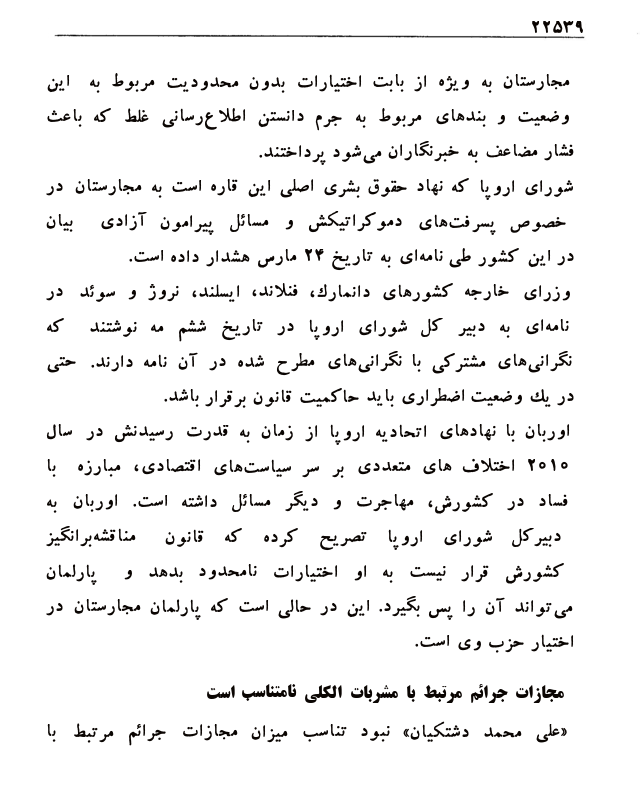 ۲۲۵۳۹
مجارستان به ویژه از بابت اختیارات بدون محدودیت مربوط به این
وضعیت و بندهای مربوط به جرم دانستن اطلاع‌رسانی غلط که باعث
فشار مضاعف به خبرنگاران می‌شود پرداختند.
شورای اروپا که نهاد حقوق بشری اصلی این قاره است به مجارستان در
خصوص پسرفت‌های دموکراتیکش و مسائل پیرامون آزادی بیان
در این کشور طی نامه‌ای به تاریخ ۲۴ مارس هشدار داده است.
وزرای خارجه کشورهای دانمارك، فنلاند، ایسلند، نروژ و سوئد در
نامه‌ای به دبیر کل شورای اروپا در تاریخ ششم مه نوشتند که
نگرانی‌های مشترکی با نگرانی‌های مطرح شده در آن نامه دارند. حتی
در یك وضعیت اضطراری باید حاکمیت قانون برقرار باشد.
اوربان با نهادهای اتحادیه اروپا از زمان به قدرت رسیدنش در سال
۲۰۱۰ اختلاف های متعددی بر سر سیاست‌های اقتصادی، مبارزه با
فساد در کشورش، مهاجرت و دیگر مسائل داشته است. اوربان به
دبیرکل شورای اروپا تصریح کرده که قانون مناقشه‌برانگیز
کشورش قرار نیست به او اختیارات نامحدود بدهد و پارلمان
می‌تواند آن را پس بگیرد. این در حالی است که پارلمان مجارستان در
اختیار حزب وی است.
مجازات جرائم مرتبط با مشربات الکلی نامتناسب است
«علی محمد دشتکیان» نبود تناسب میزان مجازات جرائم مرتبط با